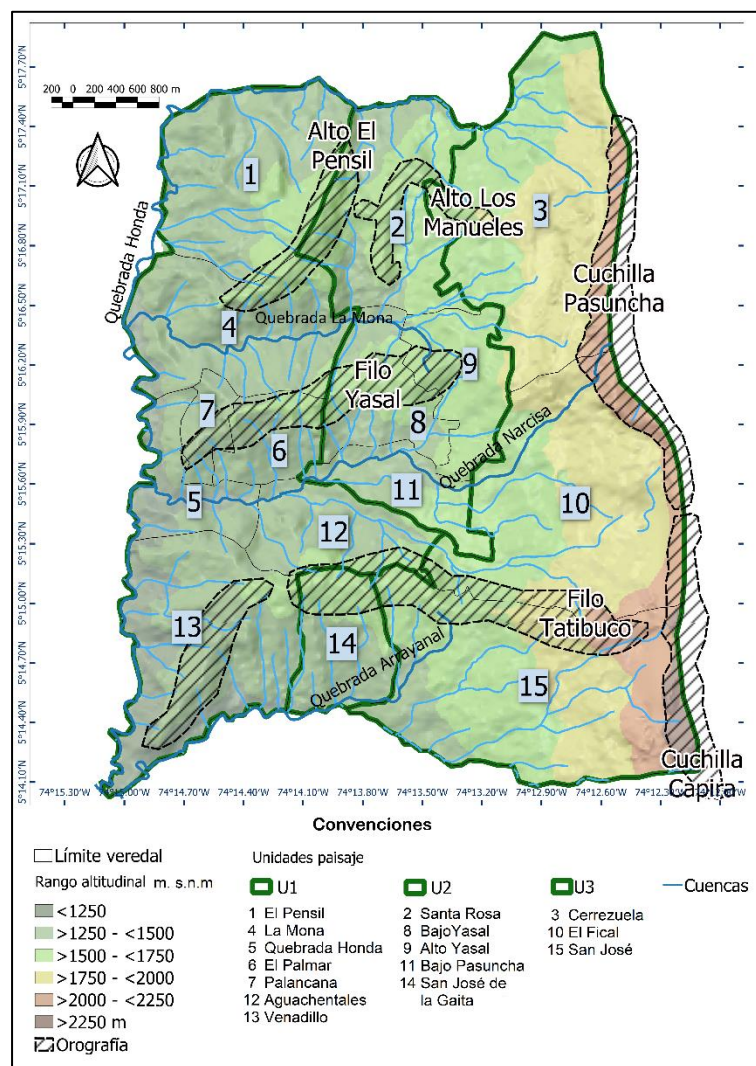 5°17.70'N
200 0 200 400 600 800 m
5°17.40'N
Alto El
Pensil
1
5°17.10'N
2
Alto Los
Manueles
3
5°16.80'N
Quebrada Honda
Cuchilla
Pasuncha
5°16.50'N
4
Quebrada La Mona
5°16.20'N
Filo
Yasal
9
7
8
5°15.90'N
6
Quebrada Narcisa
5°15.60'N
5
11
10
12
5°15.30'N
5°15.00'N
Filo
Tatibuco
13
14
5°14.70'N
Quebrada Arrayanal
15
5°14.40'N
Cuchilla
Capira
5°14.10'N
74°15.30'W 74°15.00'W 74°14.70'W 74°14.40'W 74°14.10'W 74°13.80'W 74°13.50'W 74°13.20'W 74°12.90'W 74°12.60'W 74°12.30'W
Convenciones
Límite veredal
Rango altitudinal m. s.n.m
<1250
>1250 - <1500
>1500 - <1750
>1750 - <2000
>2000 - <2250
>2250 m
Orografía
Unidades paisaje
U1
1 El Pensil
4 La Mona
5 Quebrada Honda
6 El Palmar
7 Palancana
12 Aguachentales
13 Venadillo
U2
2 Santa Rosa
8 BajoYasal
9 Alto Yasal
11 Bajo Pasuncha
14 San José de
la Gaita
U3
3 Cerrezuela
10 El Fical
15 San José
Cuencas